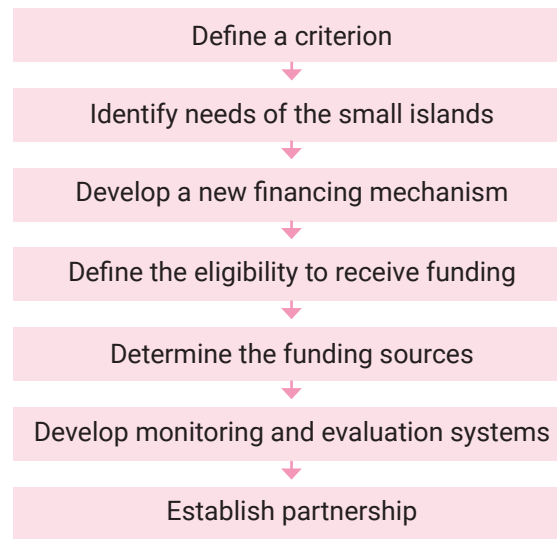 Define a criterion
Identify needs of the small islands
Develop a new financing mechanism
Define the eligibility to receive funding
Determine the funding sources
Develop monitoring and evaluation systems
Establish partnership